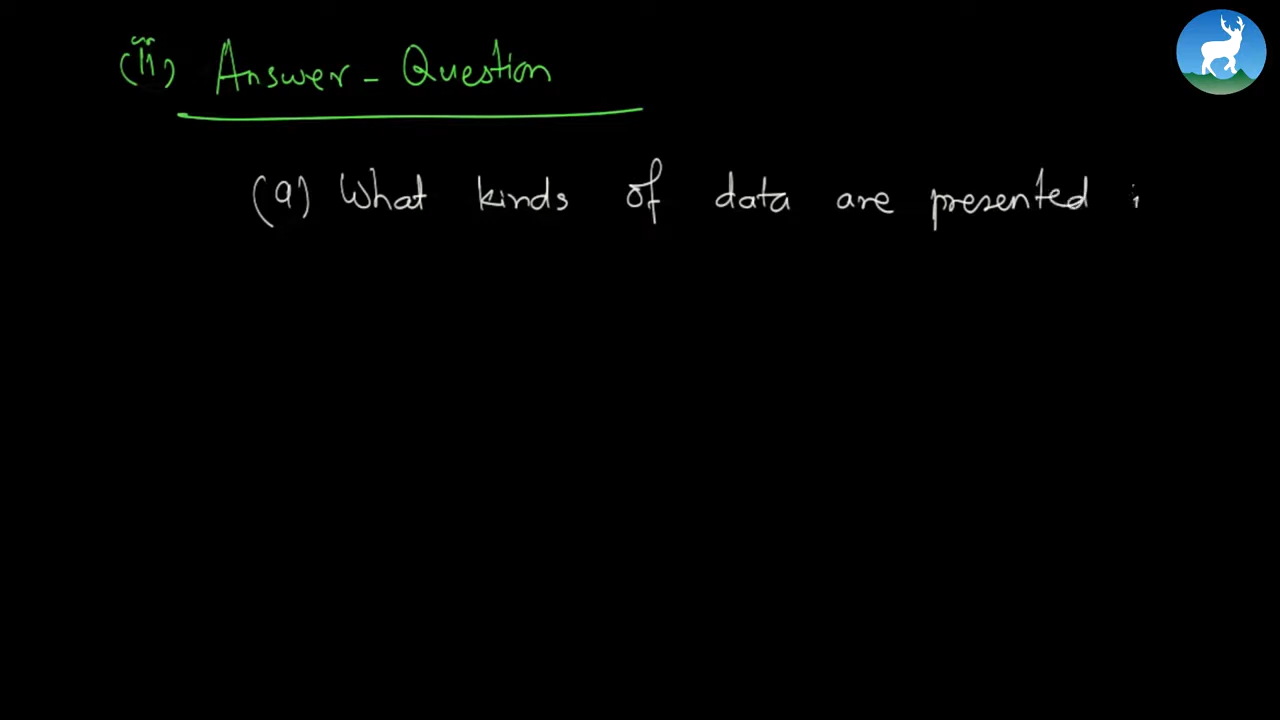 (ii) Answer - Question
(a) What kinds of data are presented i